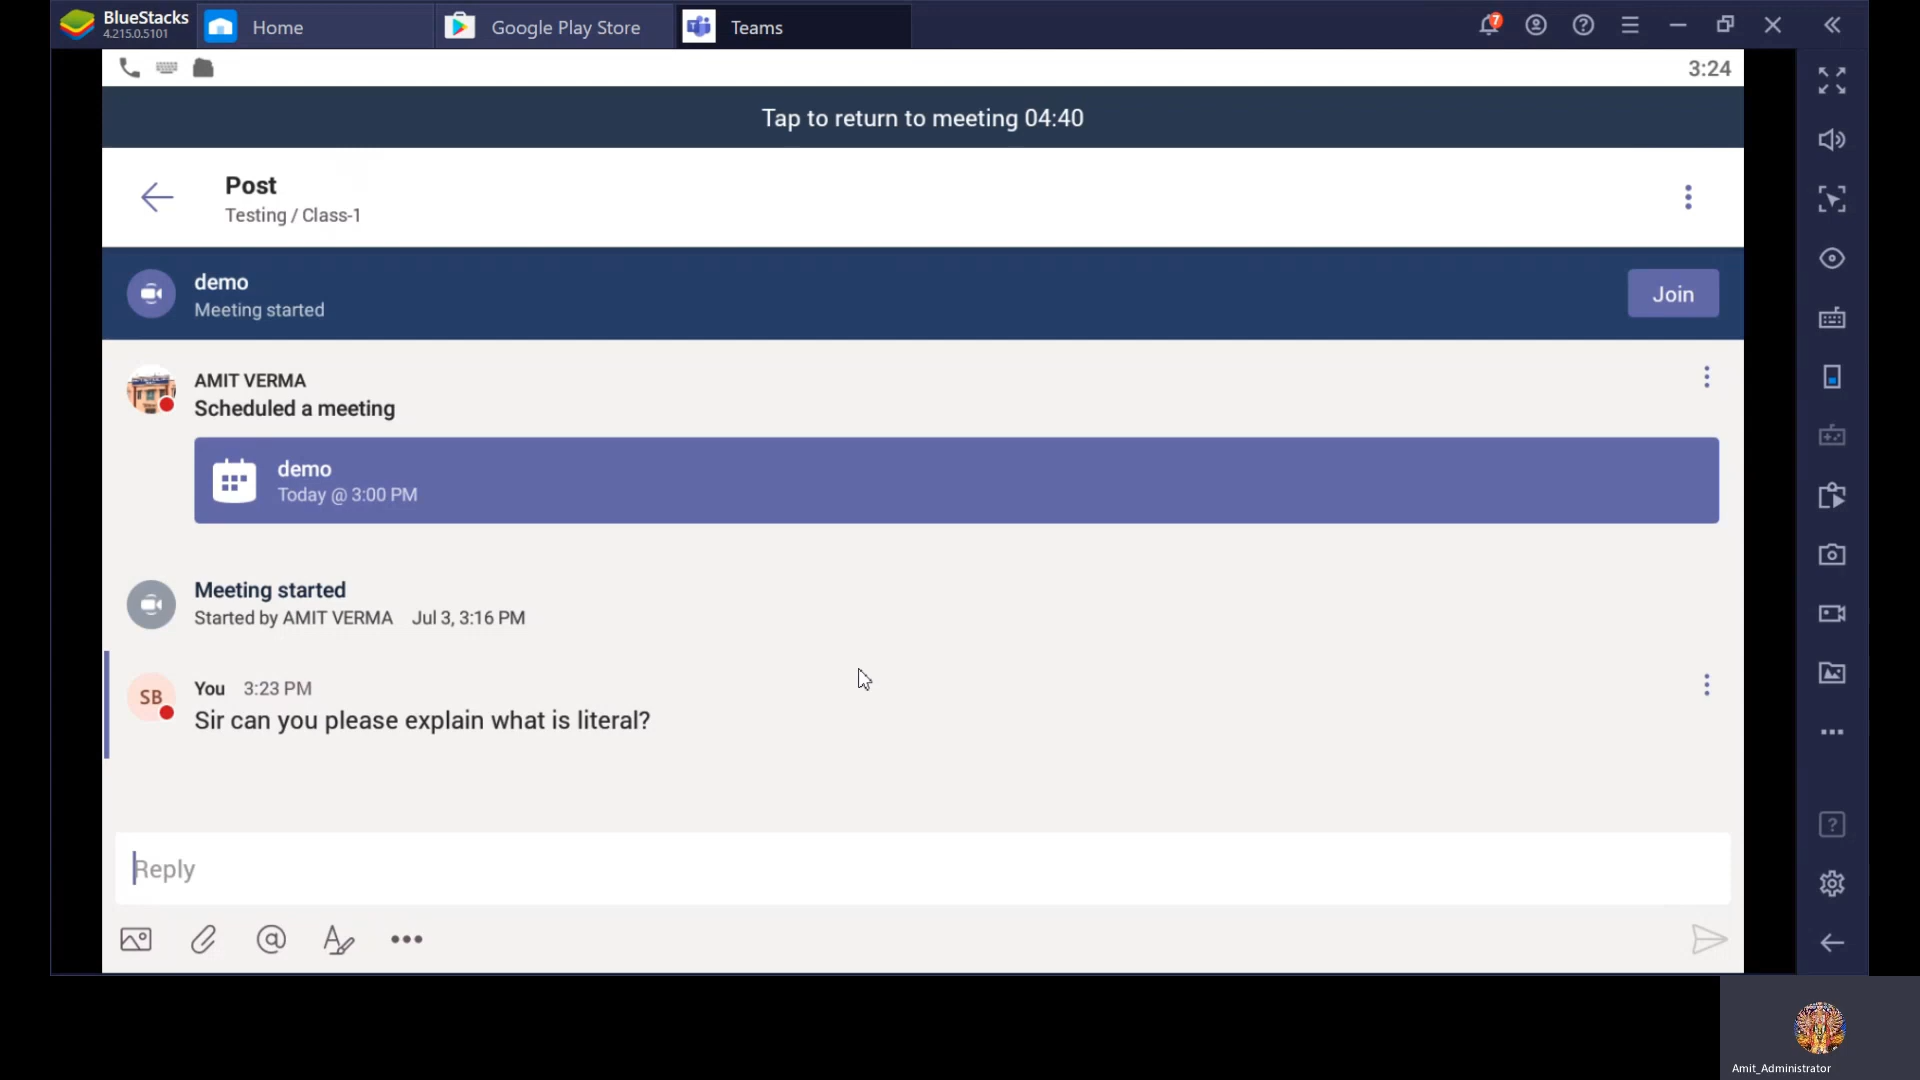 BlueStacks
4.215.0.5101
Home
Google Play Store
Teams
7
3:24
Tap to return to meeting 04:40
Post
Testing / Class-1
demo
Meeting started
Join
AMIT VERMA
Scheduled a meeting
demo
Today @ 3:00 PM
Meeting started
Started by AMIT VERMA Jul 3, 3:16 PM
SB
You 3:23 PM
Sir can you please explain what is literal?
Reply
Amit_Administrator